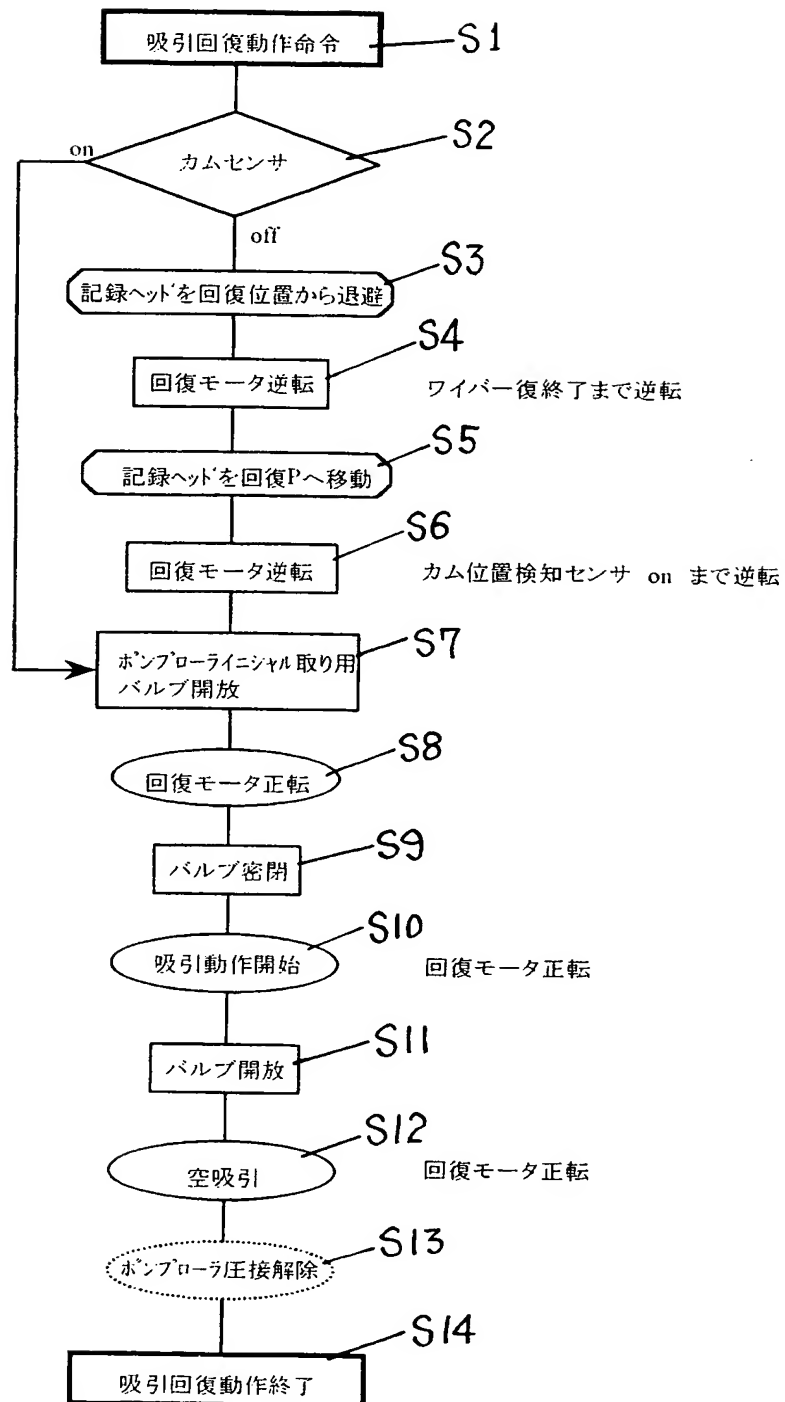 吸引回復動作命令
S1
カムセンサ
S2
on
off
記録ヘッドを回復位置から退避
S3
回復モータ逆転
S4
ワイパー復終了まで逆転
記録ヘッドを回復Pへ移動
S5
回復モータ逆転
S6
カム位置検知センサ on まで逆転
ポンプローライニシャル取り用
バルブ開放
S7
回復モータ正転
S8
バルブ密閉
S9
吸引動作開始
S10
回復モータ正転
バルブ開放
S11
空吸引
S12
回復モータ正転
ポンプローラ圧接解除
S13
吸引回復動作終了
S14